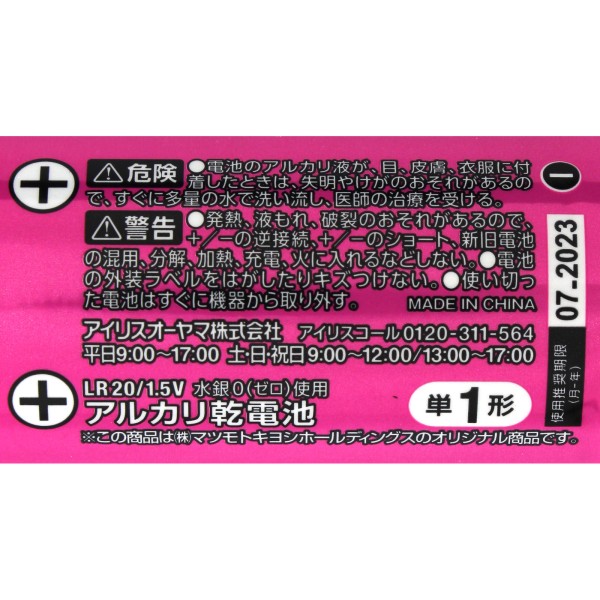 ⚠危険 ●電池のアルカリ液が、目、皮膚、衣服に付
着したときは、失明やけがのおそれがあるの
で、すぐに多量の水で洗い流し、医師の治療を受ける。
⚠警告 ●発熱、液もれ、破裂のおそれがあるので、
+/−の逆接続、+/−のショート、新旧電池
の混用、分解、加熱、充電、火に入れるなどしない。●電池
の外装ラベルをはがしたりキズつけない。●使い切っ
た電池はすぐに機器から取り外す。 MADE IN CHINA
アイリスオーヤマ株式会社 アイリスコール0120-311-564
平日9:00〜17:00 土・日・祝日9:00〜12:00/13:00〜17:00
LR20/1.5V 水銀0(ゼロ)使用
アルカリ乾電池 単1形
※この商品は㈱マツモトキヨシホールディングスのオリジナル商品です。
+
+
−
07-2023
使用推奨期限
(月-年)